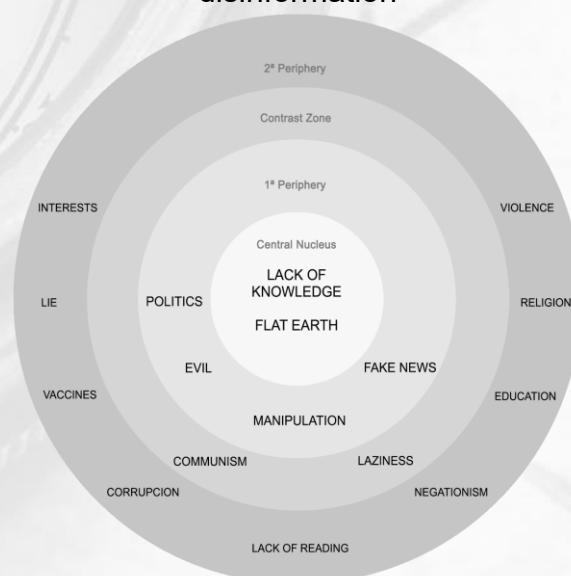 disinformation
2ª Periphery
Contrast Zone
1ª Periphery
INTERESTS
VIOLENCE
Central Nucleus
LACK OF
KNOWLEDGE
LIE
POLITICS
RELIGION
FLAT EARTH
EVIL
FAKE NEWS
VACCINES
EDUCATION
MANIPULATION
COMMUNISM
LAZINESS
CORRUPCION
NEGATIONISM
LACK OF READING